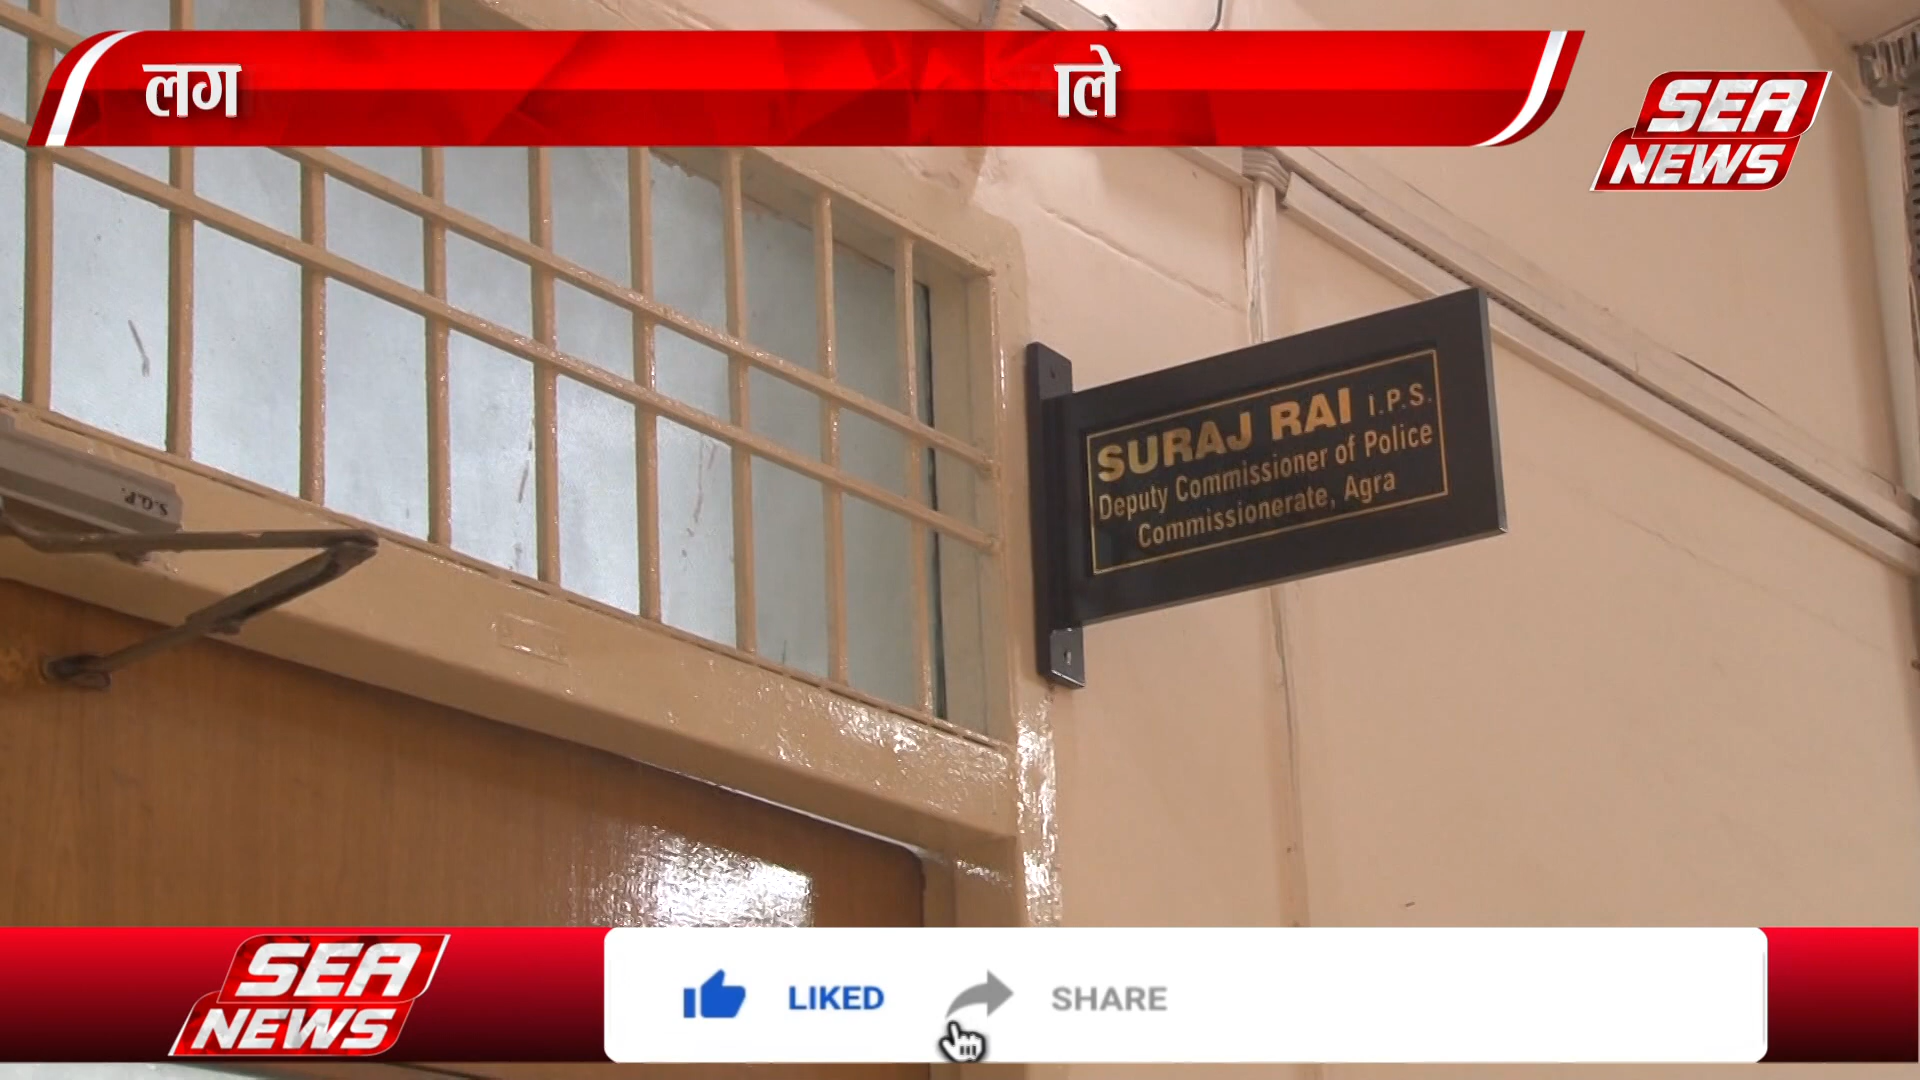 लग
ाले
SEA
NEWS
SURAJ RAI I.P.S.
Deputy Commissioner of Police
Commissionerate, Agra
S.G.P.
SEA
NEWS
LIKED
SHARE